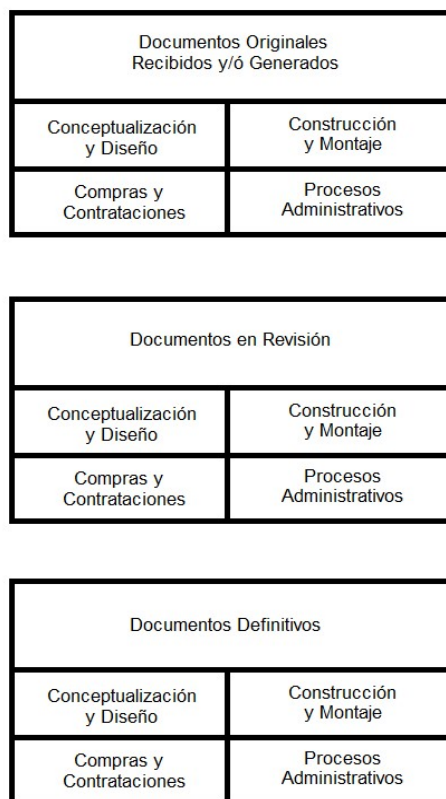 Documentos Originales
Recibidos y/ó Generados
Conceptualización
y Diseño
Construcción
y Montaje
Compras y
Contrataciones
Procesos
Administrativos
Documentos en Revisión
Conceptualización
y Diseño
Construcción
y Montaje
Compras y
Contrataciones
Procesos
Administrativos
Documentos Definitivos
Conceptualización
y Diseño
Construcción
y Montaje
Compras y
Contrataciones
Procesos
Administrativos